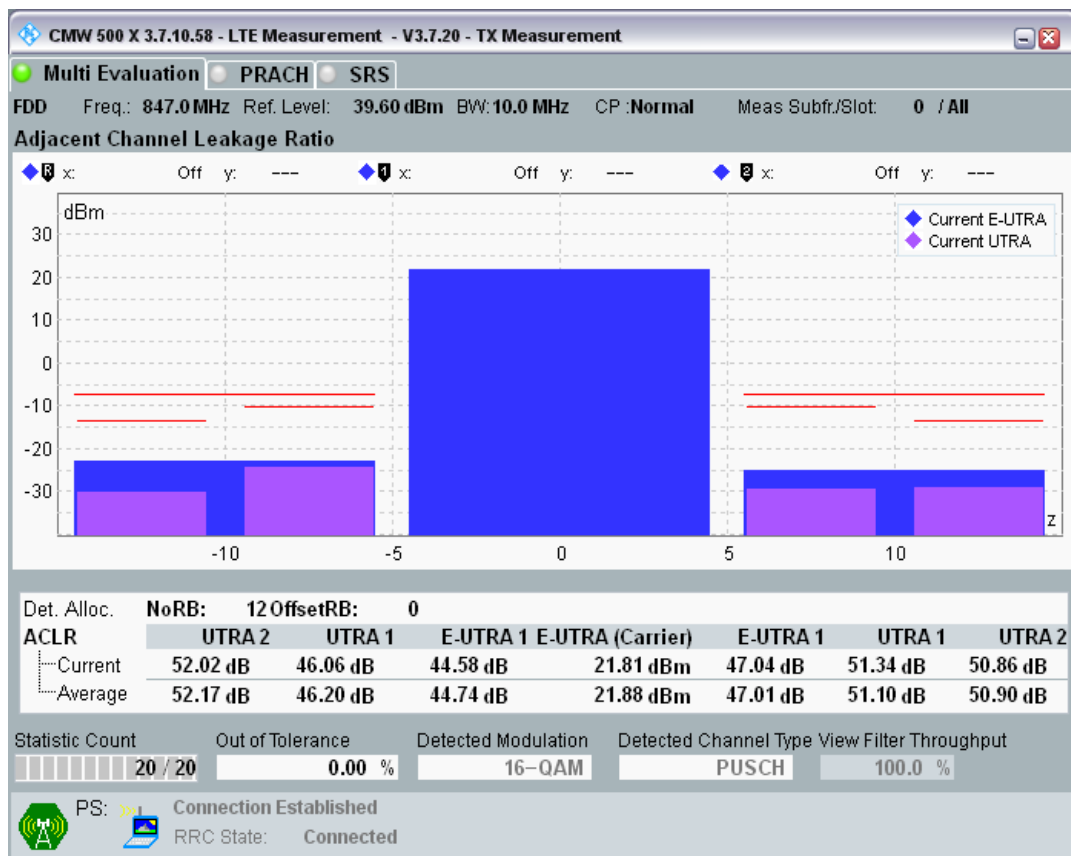 CMW 500 X 3.7.10.58 - LTE Measurement - V3.7.20 - TX Measurement
Multi Evaluation PRACH SRS
FDD Freq.: 847.0 MHz Ref. Level: 39.60 dBm BW: 10.0 MHz CP :Normal Meas Subfr./Slot: 0 / All
Adjacent Channel Leakage Ratio
R x: Off y: --- 1 x: Off y: --- 2 x: Off y: ---
dBm
Current E-UTRA
Current UTRA
30
20
10
0
-10
-20
-30
z
-10 -5 0 5 10
Det. Alloc. NoRB: 12 OffsetRB: 0
ACLR UTRA 2 UTRA 1 E-UTRA 1 E-UTRA (Carrier) E-UTRA 1 UTRA 1 UTRA 2
Current 52.02 dB 46.06 dB 44.58 dB 21.81 dBm 47.04 dB 51.34 dB 50.86 dB
Average 52.17 dB 46.20 dB 44.74 dB 21.88 dBm 47.01 dB 51.10 dB 50.90 dB
Statistic Count Out of Tolerance Detected Modulation Detected Channel Type View Filter Throughput
20 / 20 0.00 % 16-QAM PUSCH 100.0 %
PS: Connection Established
RRC State: Connected